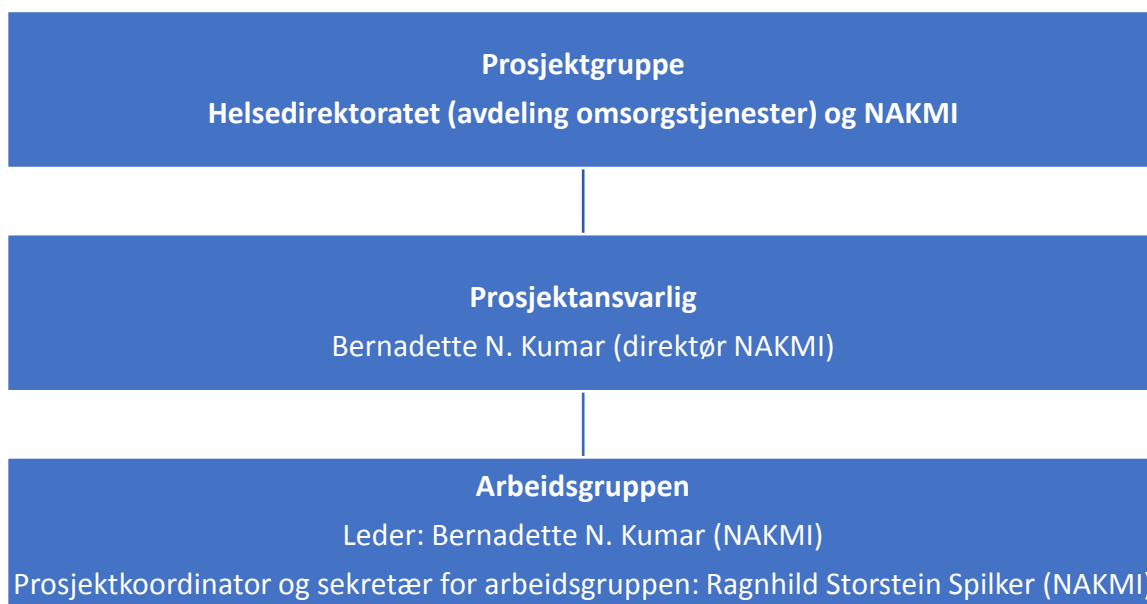 Prosjektgruppe
Helsedirektoratet (avdeling omsorgstjenester) og NAKMI
Prosjektansvarlig
Bernadette N. Kumar (direktør NAKMI)
Arbeidsgruppen
Leder: Bernadette N. Kumar (NAKMI)
Prosjektkoordinator og sekretær for arbeidsgruppen: Ragnhild Storstein Spilker (NAKMI)